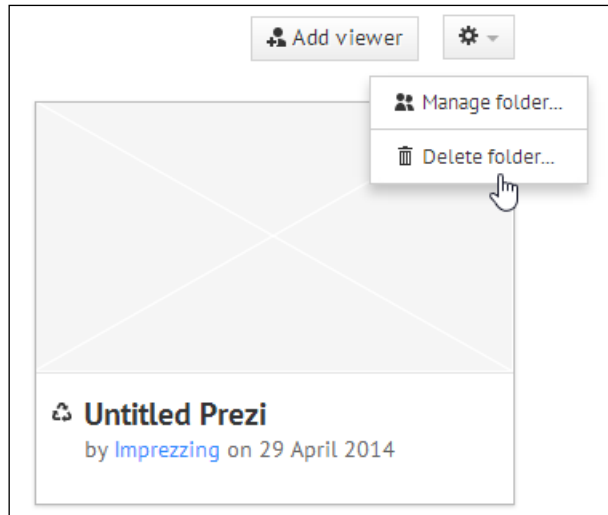 Add viewer
Manage folder...
Delete folder...
Untitled Prezi
by Imprezzing on 29 April 2014